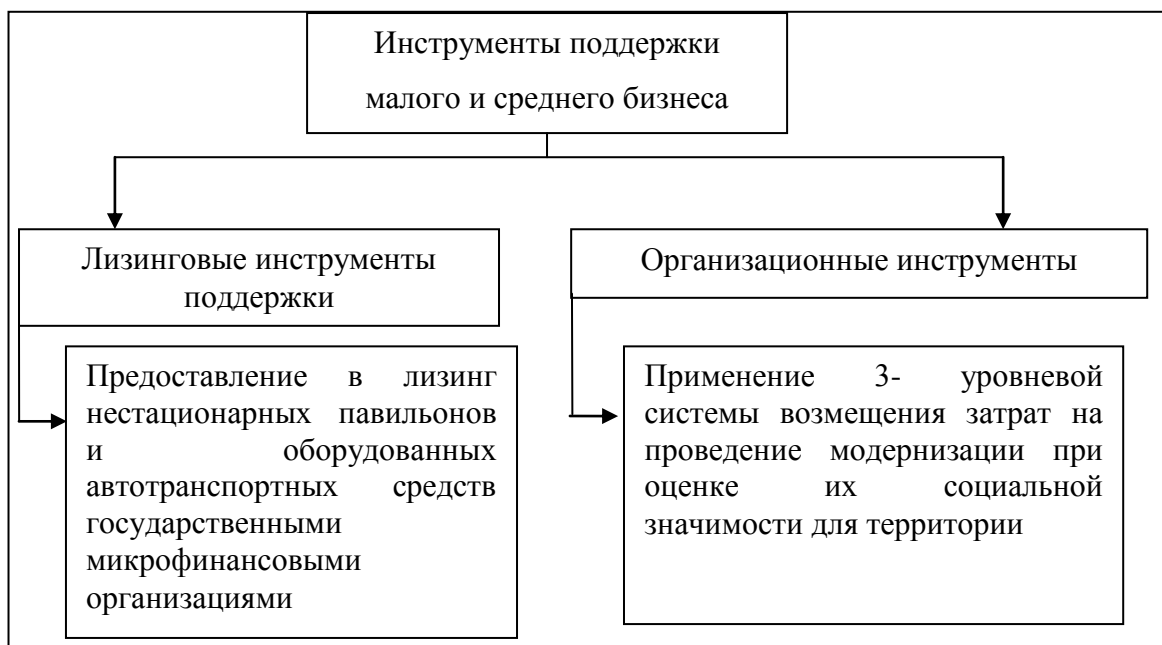 Инструменты поддержки
малого и среднего бизнеса
Лизинговые инструменты
поддержки
Организационные инструменты
Предоставление в лизинг
нестационарных павильонов
и оборудованных
автотранспортных средств
государственными
микрофинансовыми
организациями
Применение 3- уровневой
системы возмещения затрат на
проведение модернизации при
оценке их социальной
значимости для территории